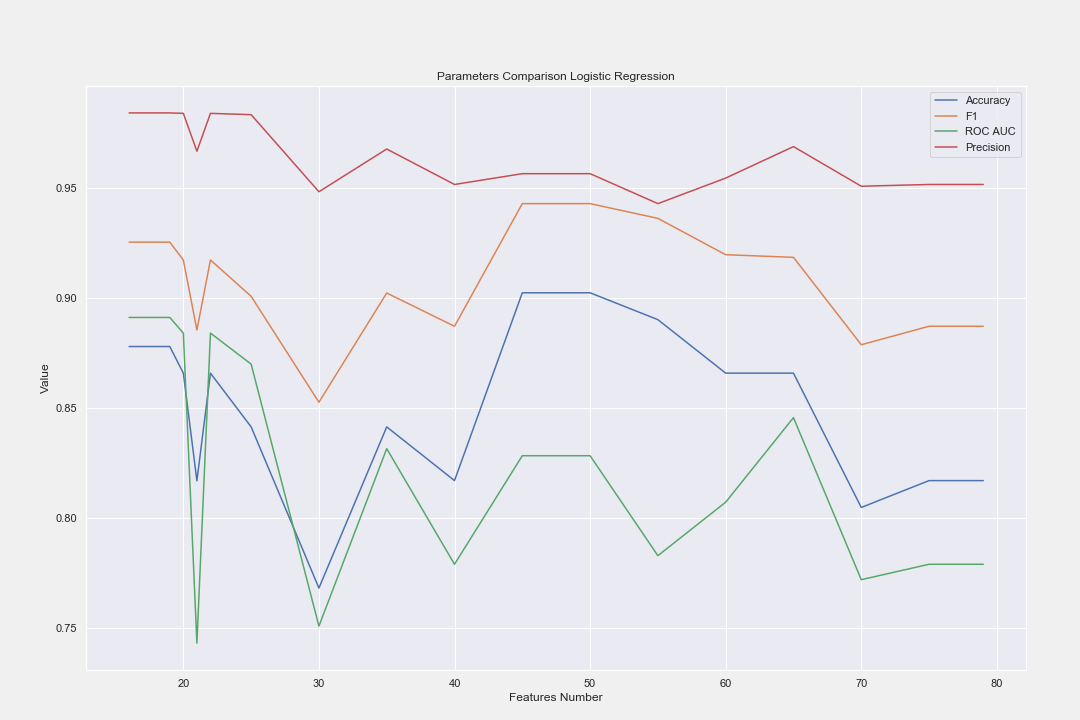 Parameters Comparison Logistic Regression
Accuracy
F1
ROC AUC
Precision
Value
0.95
0.90
0.85
0.80
0.75
20 30 40 50 60 70 80
Features Number